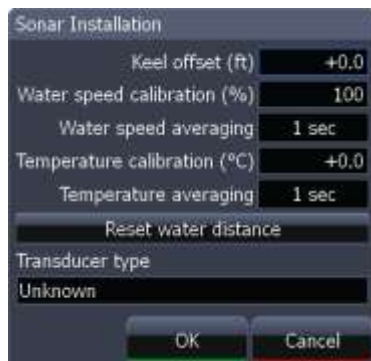 Sonar Installation
Keel offset (ft) +0.0
Water speed calibration (%) 100
Water speed averaging 1 sec
Temperature calibration (ºC) +0.0
Temperature averaging 1 sec
Reset water distance
Transducer type
Unknown
OK Cancel